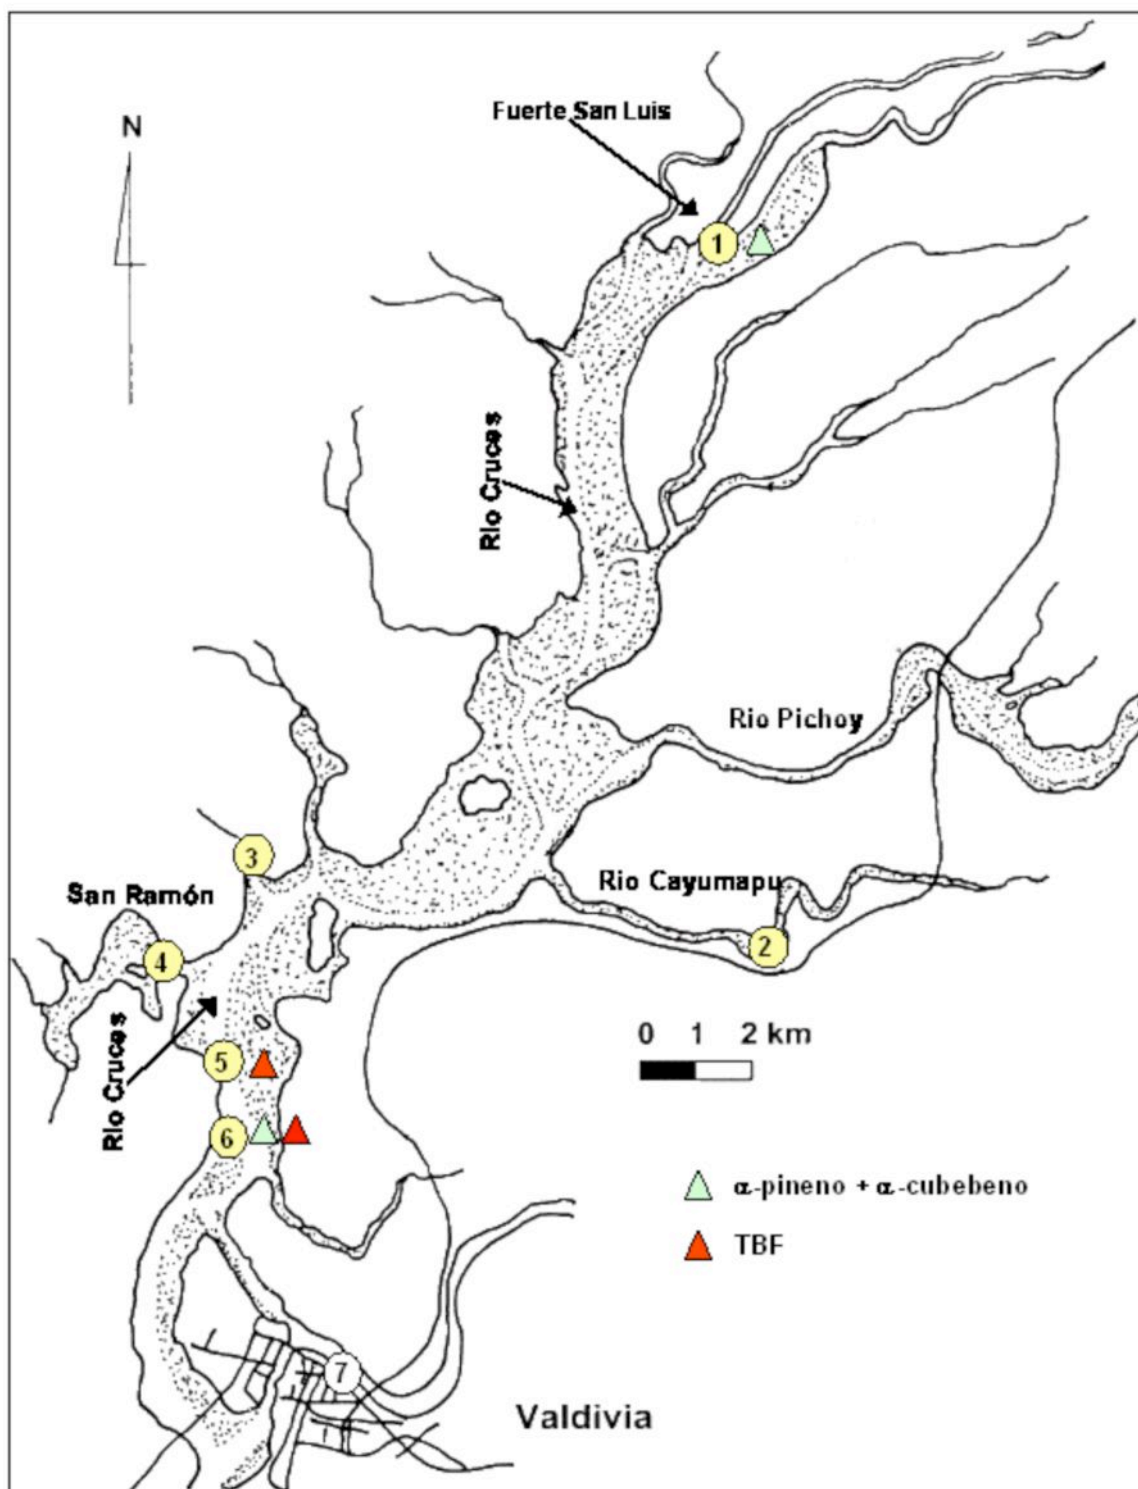 N
Fuerte San Luis
1
Rio Cruces
Rio Pichoy
3
San Ramón
Rio Cayumapu
2
4
0 1 2 km
Rio Cruces
5
6
α-pineno + α-cubebeno
TBF
7
Valdivia